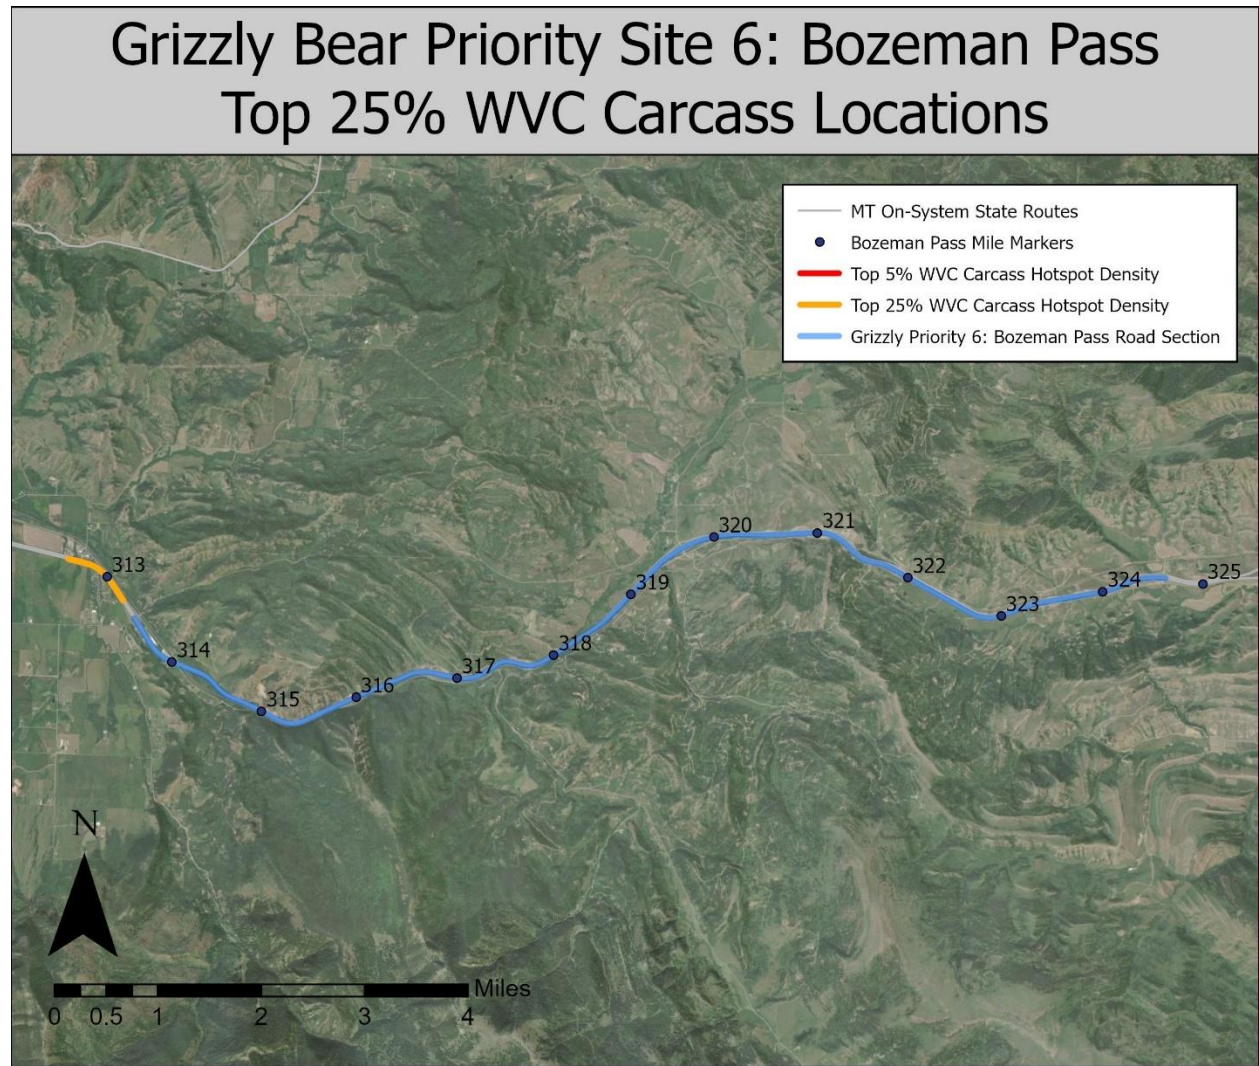 Grizzly Bear Priority Site 6: Bozeman Pass
Top 25% WVC Carcass Locations
MT On-System State Routes
Bozeman Pass Mile Markers
Top 5% WVC Carcass Hotspot Density
Top 25% WVC Carcass Hotspot Density
Grizzly Priority 6: Bozeman Pass Road Section
313
314
315
316
317
318
319
320
321
322
323
324
325
N
Miles
0 0.5 1 2 3 4